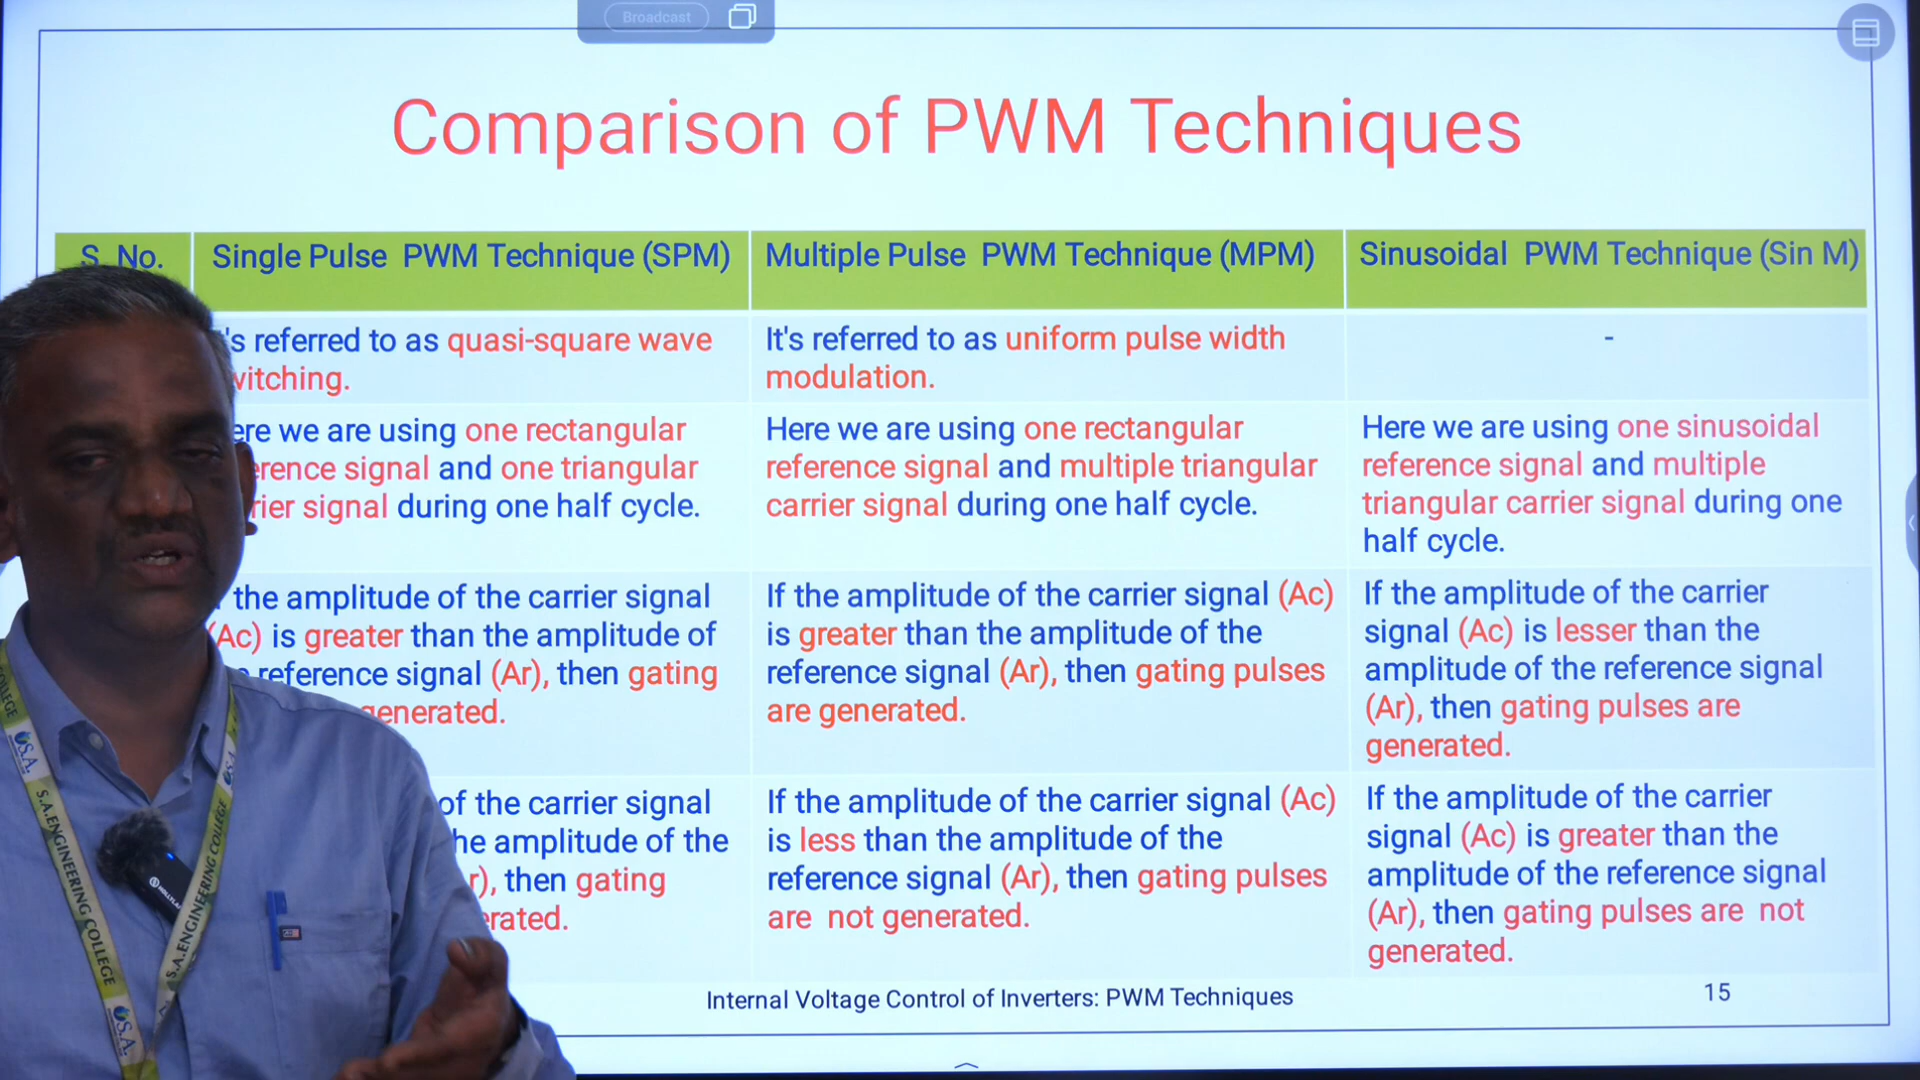 Broadcast
Comparison of PWM Techniques
S. No.
Single Pulse PWM Technique (SPM)
Multiple Pulse PWM Technique (MPM)
Sinusoidal PWM Technique (Sin M)
referred to as quasi-square wave
It's referred to as uniform pulse width
modulation.
-
we are using one rectangular
signal and one triangular
signal during one half cycle.
Here we are using one rectangular
reference signal and multiple triangular
carrier signal during one half cycle.
Here we are using one sinusoidal
reference signal and multiple
triangular carrier signal during one
half cycle.
the amplitude of the carrier signal
(Ac) is greater than the amplitude of
reference signal (Ar), then gating
generated.
If the amplitude of the carrier signal (Ac)
is greater than the amplitude of the
reference signal (Ar), then gating pulses
are generated.
If the amplitude of the carrier
signal (Ac) is lesser than the
amplitude of the reference signal
(Ar), then gating pulses are
generated.
of the carrier signal
the amplitude of the
then gating
If the amplitude of the carrier signal (Ac)
is less than the amplitude of the
reference signal (Ar), then gating pulses
are not generated.
If the amplitude of the carrier
signal (Ac) is greater than the
amplitude of the reference signal
(Ar), then gating pulses are not
generated.
Internal Voltage Control of Inverters: PWM Techniques
15
COLLEGE
S.A.
S.A.ENGINEERING COLLEGE
S.A.ENGINEERING COLLEGE
S.A.